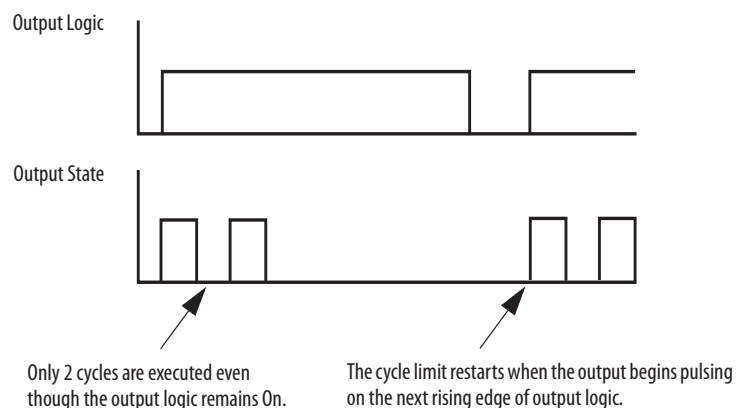 Output Logic
Output State
Only 2 cycles are executed even
though the output logic remains On.
The cycle limit restarts when the output begins pulsing
on the next rising edge of output logic.